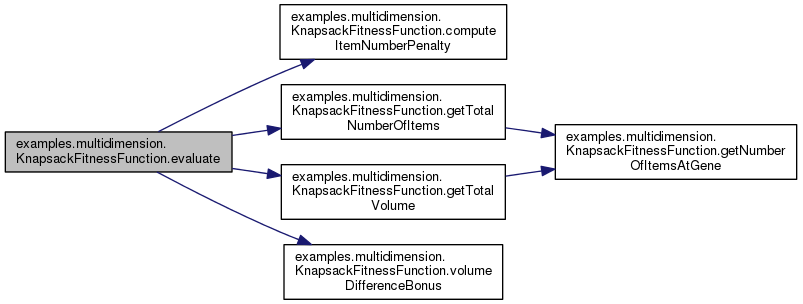 examples.multidimension.
KnapsackFitnessFunction.evaluate
examples.multidimension.
KnapsackFitnessFunction.compute
ItemNumberPenalty
examples.multidimension.
KnapsackFitnessFunction.getTotal
NumberOfItems
examples.multidimension.
KnapsackFitnessFunction.getTotal
Volume
examples.multidimension.
KnapsackFitnessFunction.volume
DifferenceBonus
examples.multidimension.
KnapsackFitnessFunction.getNumber
OfItemsAtGene